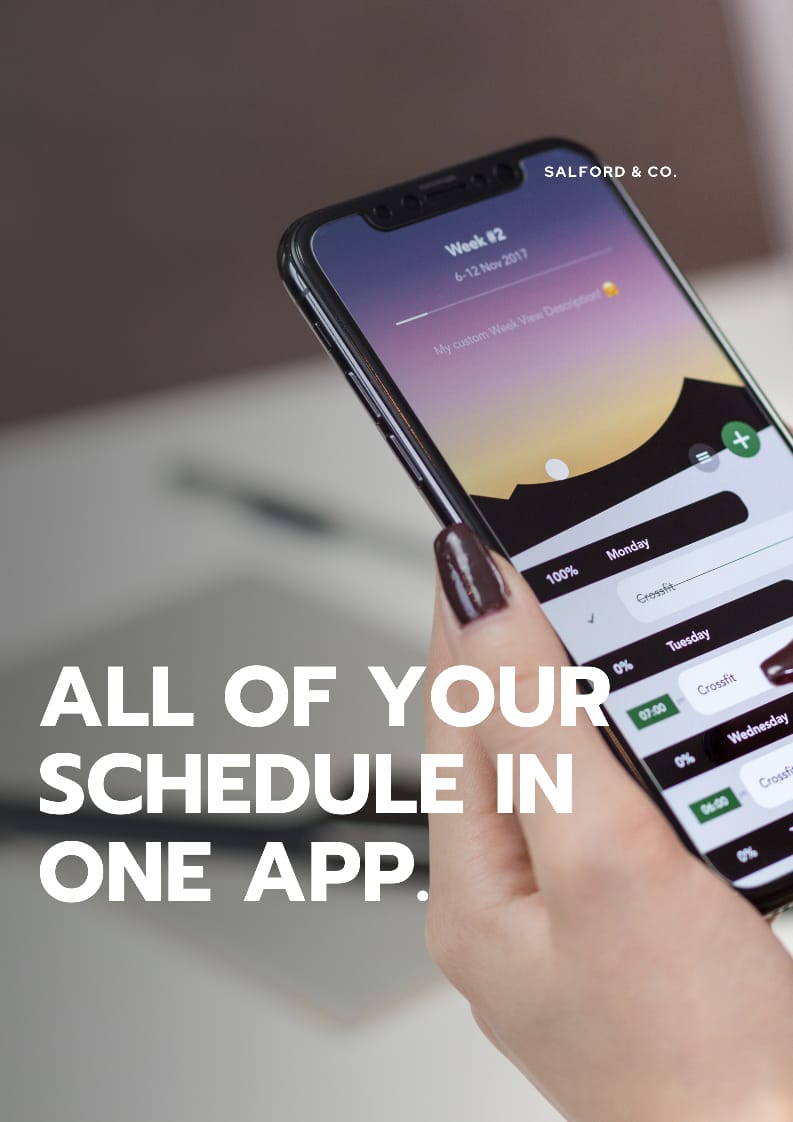 SALFORD & CO.
Week #2
6-12 Nov 2017
My custom Week View Description!
100% Monday
Crossfit
0% Tuesday
07:00 Crossfit
0% Wednesday
06:00
0%
ALL OF YOUR
SCHEDULE IN
ONE APP.